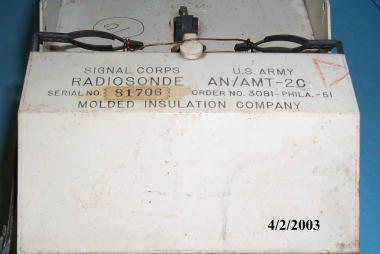 2
SIGNAL CORPS U.S. ARMY
RADIOSONDE AN/AMT-2C
SERIAL NO. 81706 ORDER NO. 3081-PHILA.-51
MOLDED INSULATION COMPANY
4/2/2003